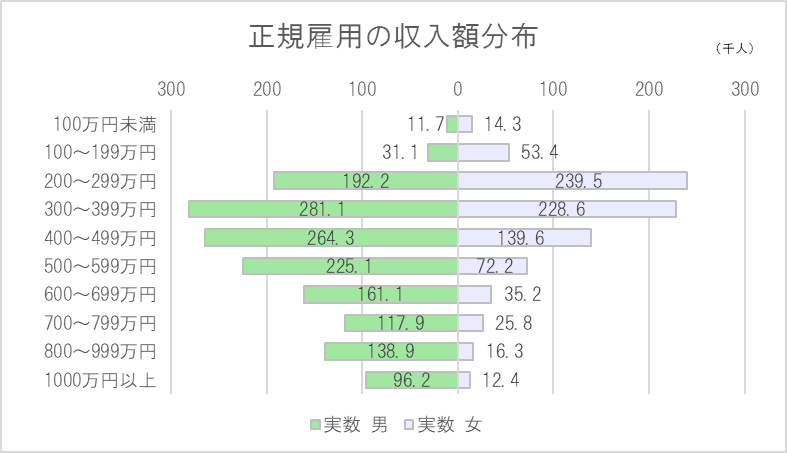 正規雇用の収入額分布
（千人）
300 200 100 0 100 200 300
100万円未満 11.7 14.3
100～199万円 31.1 53.4
200～299万円 192.2 239.5
300～399万円 281.1 228.6
400～499万円 264.3 139.6
500～599万円 225.1 72.2
600～699万円 161.1 35.2
700～799万円 117.9 25.8
800～999万円 138.9 16.3
1000万円以上 96.2 12.4
実数 男 実数 女